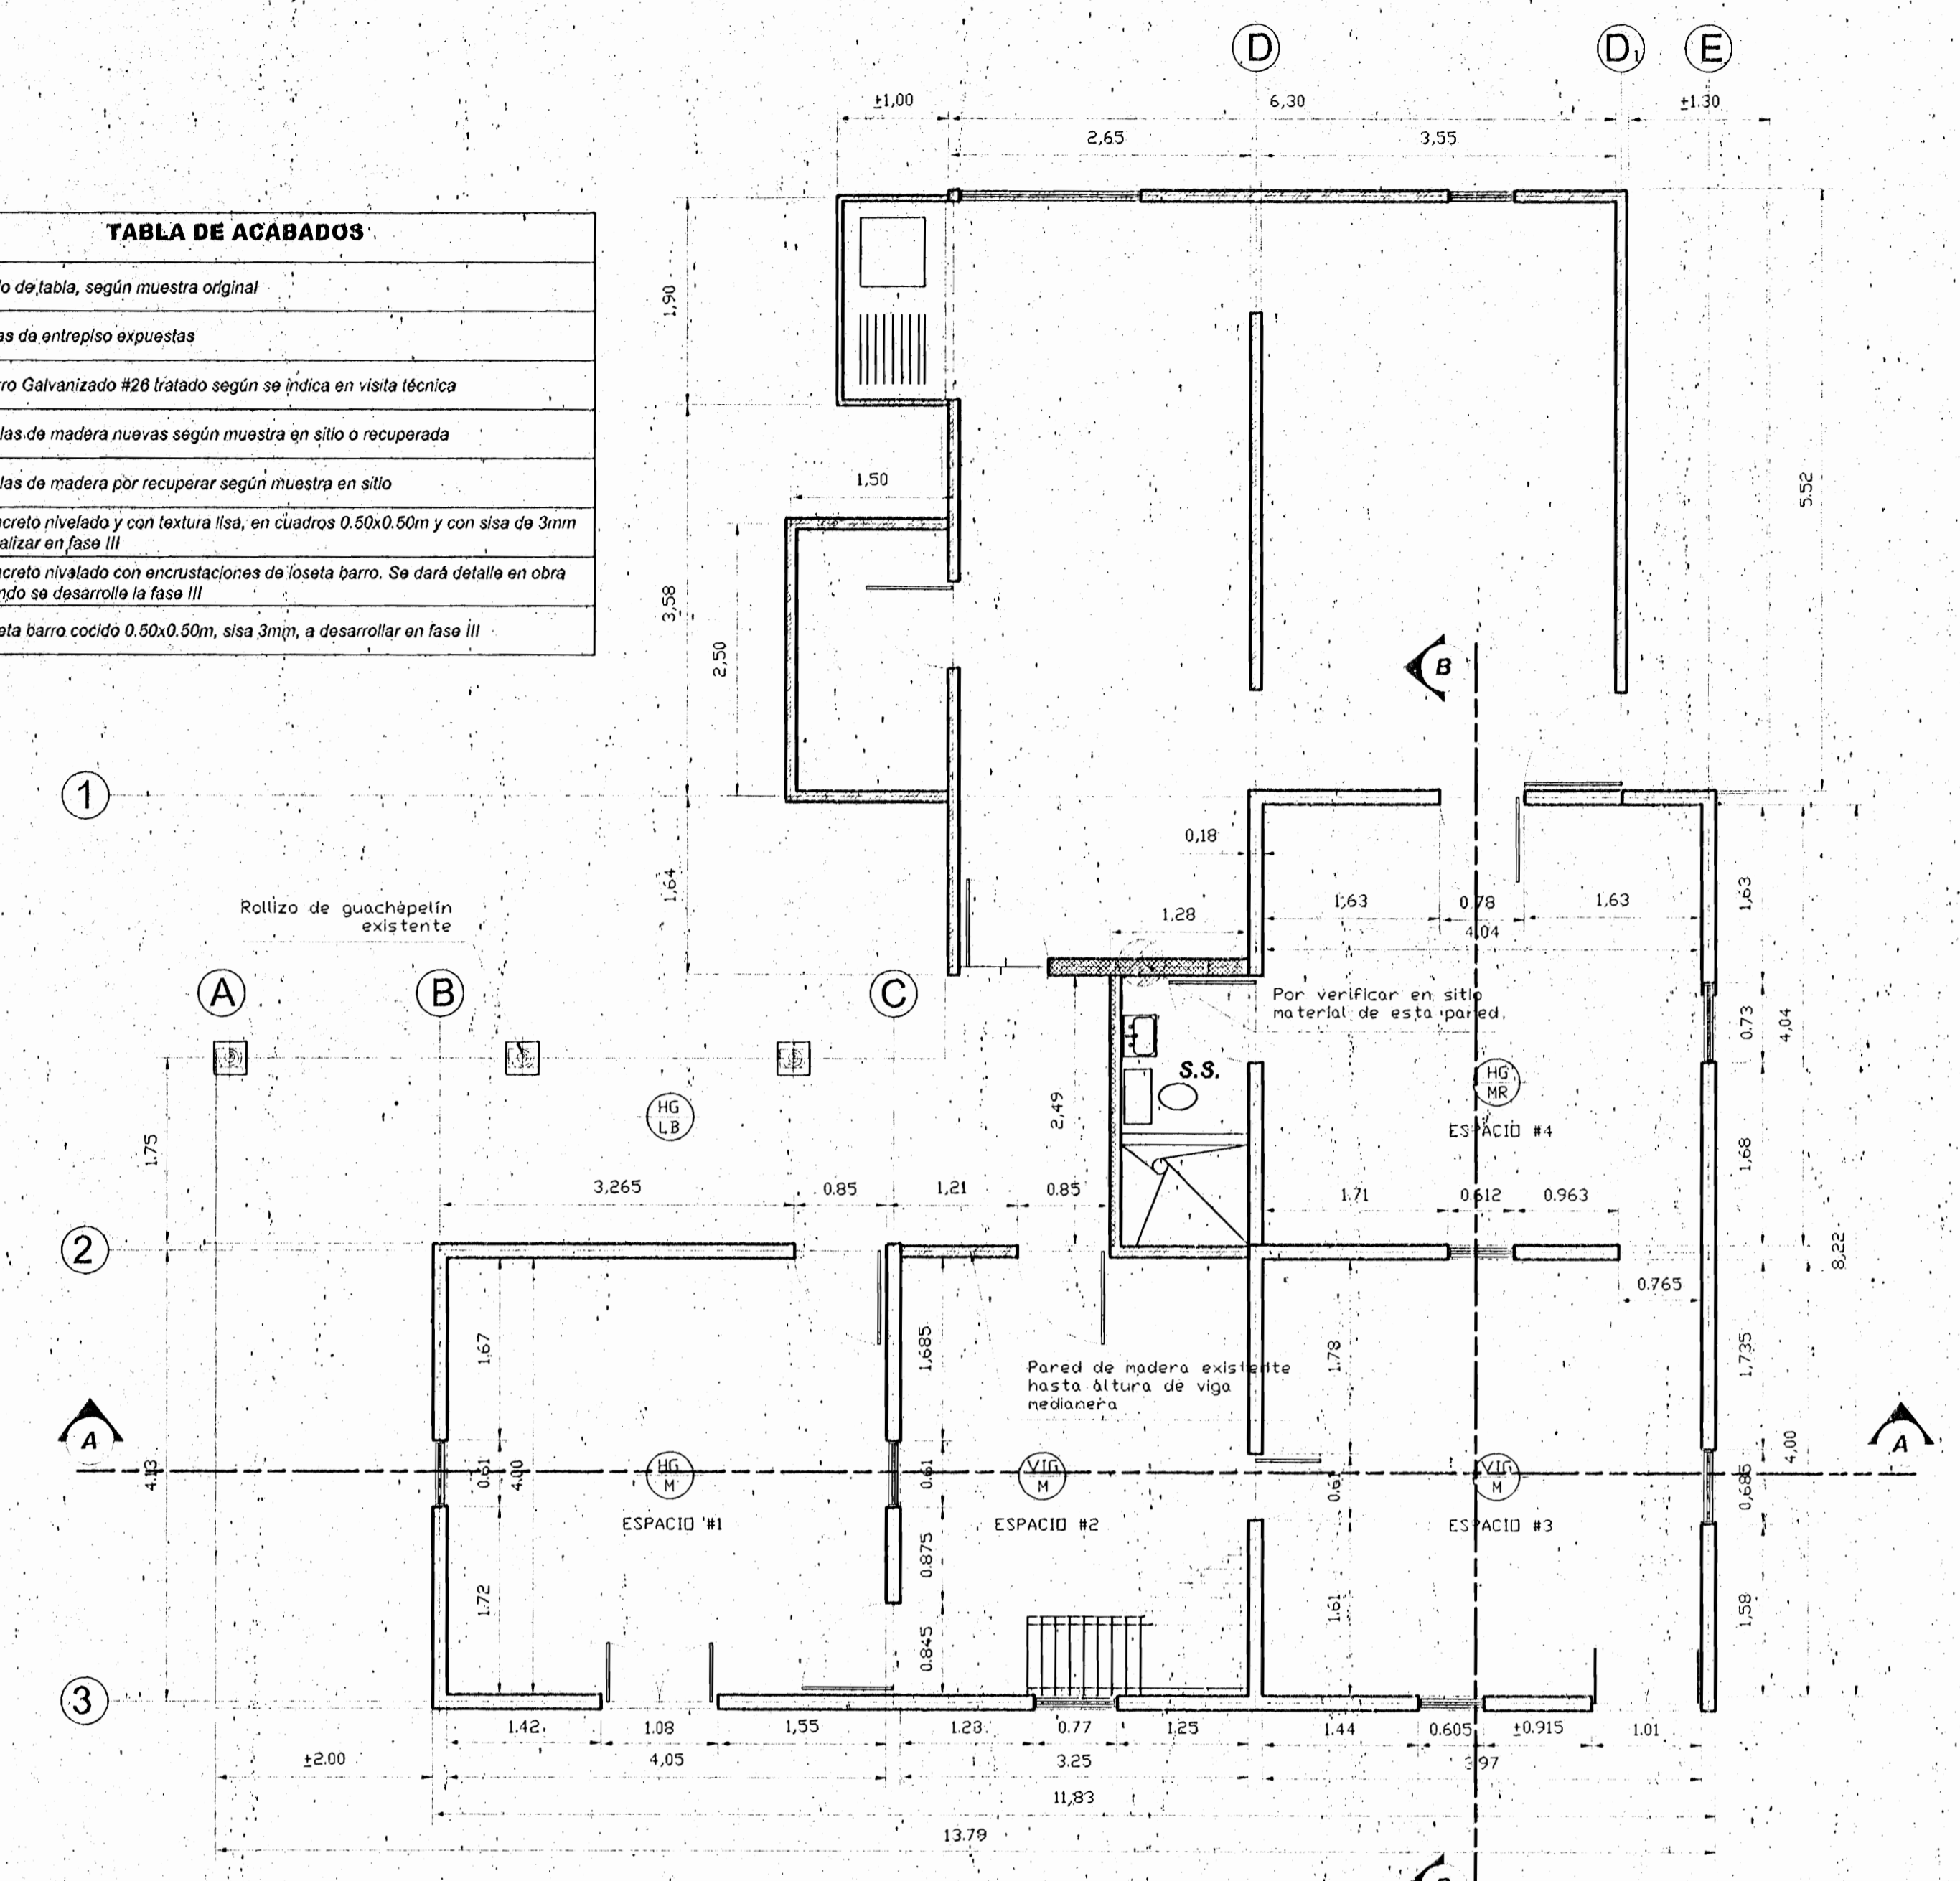 D
D1
E
±1,00
6,30
±1.30
2,65
3,55
TABLA DE ACABADOS
o de tabla, según muestra original
as de entrepiso expuestas
ro Galvanizado #26 tratado según se indica en visita técnica
las de madera nuevas según muestra en sitio o recuperada
las de madera por recuperar según muestra en sitio
creto nivelado y con textura lisa, en cuadros 0.50x0.50m y con sisa de 3mm
alizar en fase III
creto nivelado con encrustaciones de loseta barro. Se dará detalle en obra
ndo se desarrolle la fase III
eta barro cocido 0.50x0.50m, sisa 3mm, a desarrollar en fase III
1,90
1,50
5.52
3,58
2,50
B
1
0,18
1,64
1,63
0,78
1,63
1,63
4,04
1,28
Rollizo de guachapelín
existente
A
B
C
Por verificar en sitio
material de esta pared.
0.73
4,04
S.S.
HG
MR
HG
LB
ESPACIO #4
2,49
1.75
1,68
3,265
0.85
1,21
0.85
1.71
0.612
0.963
2
8,22
0.765
1,67
1,685
1.78
1,735
Pared de madera existente
hasta altura de viga
medianera
A
A
4.13
0.61
4.00
HG
M
0.61
VIG
M
0.61
VIG
M
0,685
4,00
ESPACIO #1
ESPACIO #2
ESPACIO #3
0.875
1.72
1.61
1,58
0.845
3
1.42
1.08
1,55
1.23
0.77
1,25
1.44
0.605
±0.915
1.01
±2.00
4,05
3.25
3,97
11,83
13.79